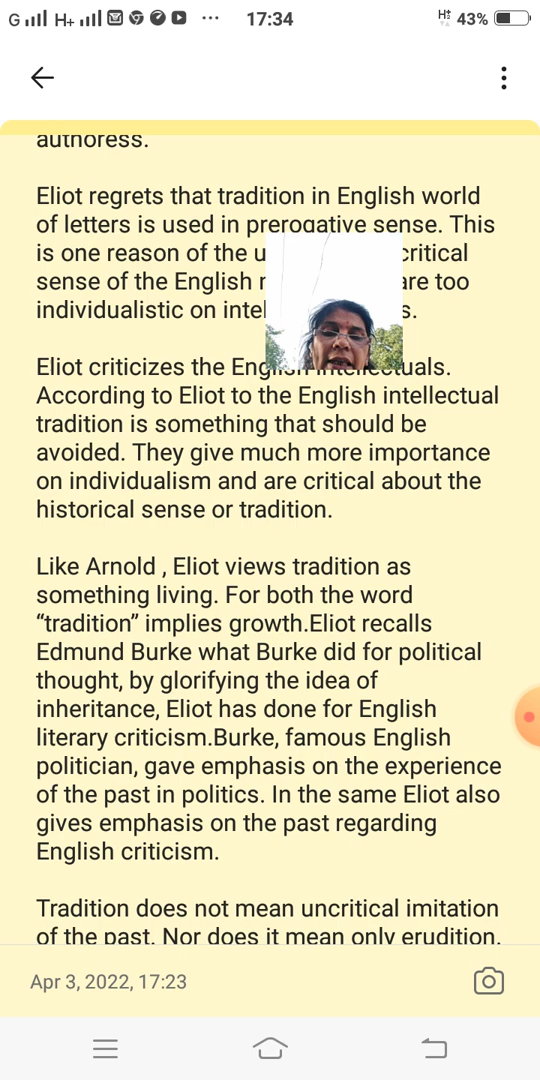 G H+ ... 17:34 43%
authoress.
Eliot regrets that tradition in English world
of letters is used in prerogative sense. This
is one reason of the u critical
sense of the English are too
individualistic on intel s.
Eliot criticizes the English intellectuals.
According to Eliot to the English intellectual
tradition is something that should be
avoided. They give much more importance
on individualism and are critical about the
historical sense or tradition.
Like Arnold , Eliot views tradition as
something living. For both the word
“tradition” implies growth.Eliot recalls
Edmund Burke what Burke did for political
thought, by glorifying the idea of
inheritance, Eliot has done for English
literary criticism.Burke, famous English
politician, gave emphasis on the experience
of the past in politics. In the same Eliot also
gives emphasis on the past regarding
English criticism.
Tradition does not mean uncritical imitation
of the past. Nor does it mean only erudition.
Apr 3, 2022, 17:23